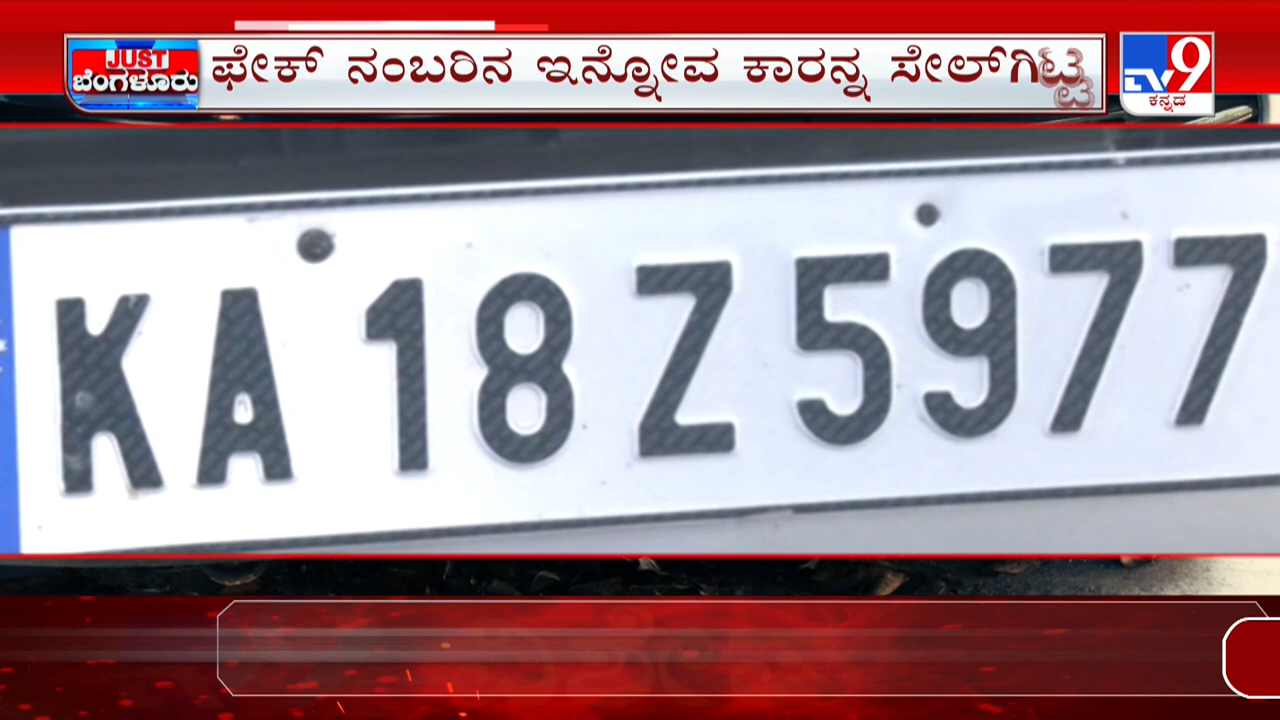 JUST
ಬೆಂಗಳೂರು
ಫೇಕ್ ನಂಬರಿನ ಇನ್ನೋವ ಕಾರನ್ನ ಸೇಲ್‌ಗಿಟ್ಟ
TV9
ಕನ್ನಡ
KA 18 Z 5977